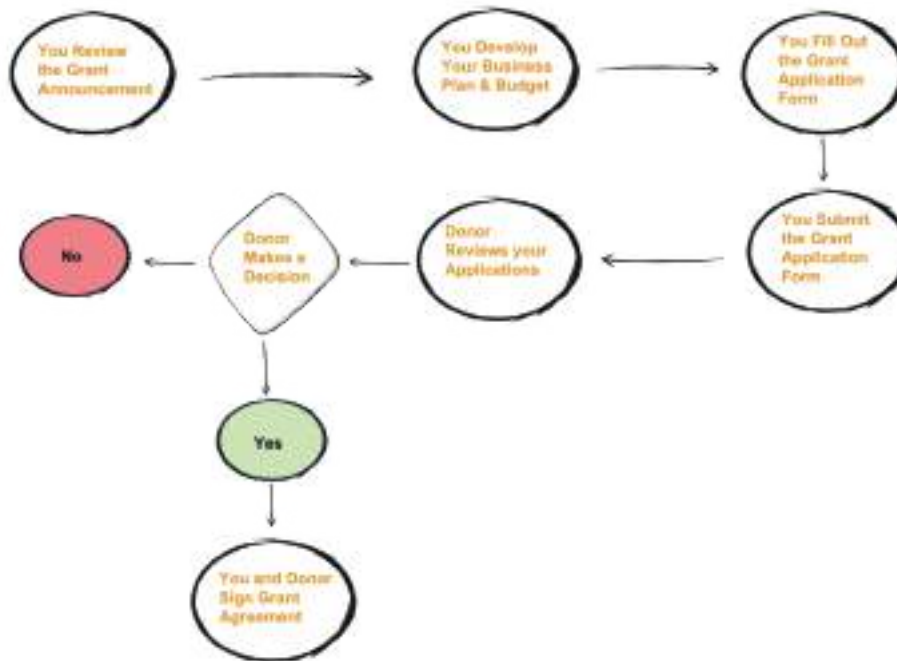 You Review
the Grant
Announcement
You Develop
Your Business
Plan & Budget
You Fill Out
the Grant
Application
Form
You Submit
the Grant
Application
Form
Donor
Reviews your
Applications
Donor
Makes a
Decision
No
Yes
You and Donor
Sign Grant
Agreement